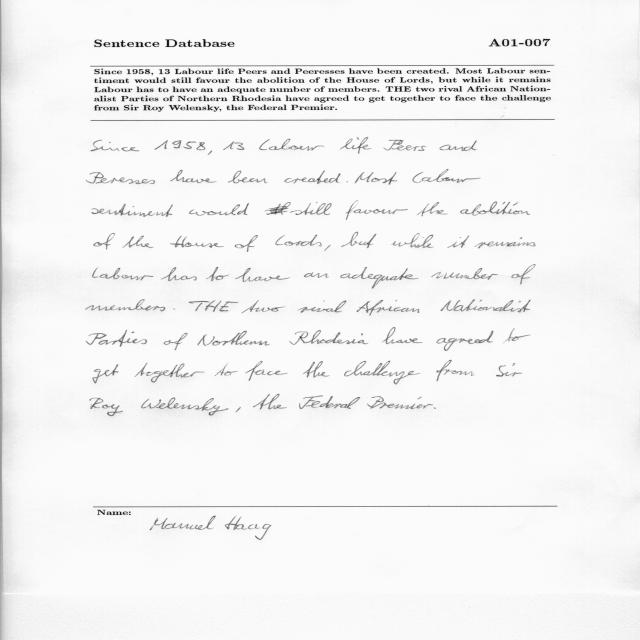 Sentence Database A01-007
Since 1958, 13 Labour life Peers and Peeresses have been created. Most Labour sen-
timent would still favour the abolition of the House of Lords, but while it remains
Labour has to have an adequate number of members. THE two rival African Nation-
alist Parties of Northern Rhodesia have agreed to get together to face the challenge
from Sir Roy Welensky, the Federal Premier.
Since 1958, 13 Labour life Peers and
Peresses have been created. Most Labour
sentiment would still favour the abolition
of the House of Lords, but while it remains
Labour has to have an adequate number of
members. THE two rival African Nationalist
Parties of Northern Rhodesia have agreed to
get together to face the challenge from Sir
Roy Welensky, the Federal Premier.
Name:
Manuel Haag